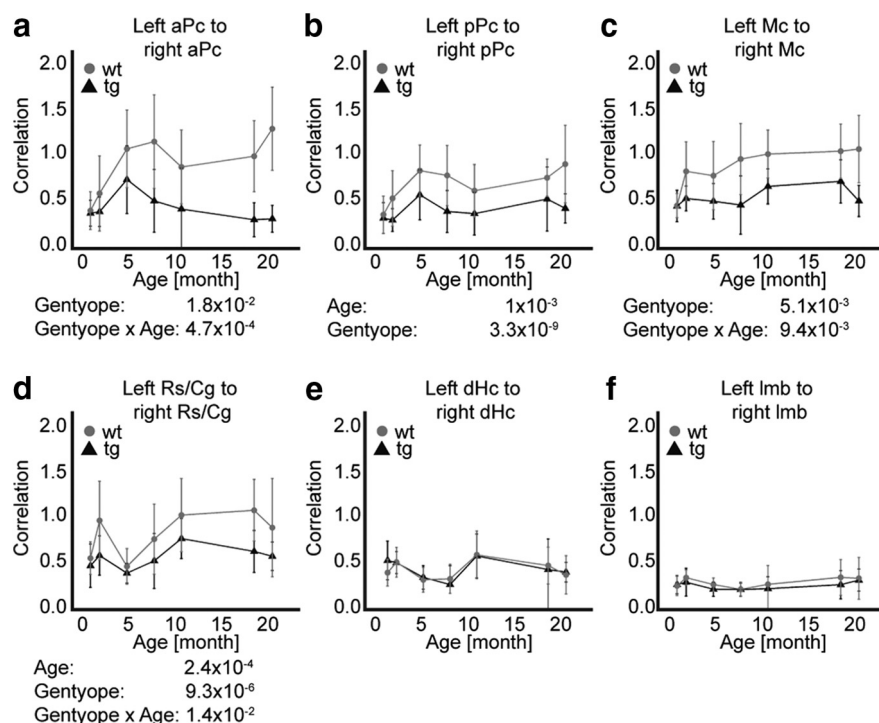 a
Left aPc to
right aPc
wt
tg
Correlation
2.0
1.5
1.0
0.5
0.0
0 5 10 15 20
Age [month]
Gentyope: 1.8x10⁻²
Gentyope x Age: 4.7x10⁻⁴
b
Left pPc to
right pPc
wt
tg
Correlation
2.0
1.5
1.0
0.5
0.0
0 5 10 15 20
Age [month]
Age: 1x10⁻³
Gentyope: 3.3x10⁻⁹
c
Left Mc to
right Mc
wt
tg
Correlation
2.0
1.5
1.0
0.5
0.0
0 5 10 15 20
Age [month]
Gentyope: 5.1x10⁻³
Gentyope x Age: 9.4x10⁻³
d
Left Rs/Cg to
right Rs/Cg
wt
tg
Correlation
2.0
1.5
1.0
0.5
0.0
0 5 10 15 20
Age [month]
Age: 2.4x10⁻⁴
Gentyope: 9.3x10⁻⁶
Gentyope x Age: 1.4x10⁻²
e
Left dHc to
right dHc
wt
tg
Correlation
2.0
1.5
1.0
0.5
0.0
0 5 10 15 20
Age [month]
f
Left lmb to
right lmb
wt
tg
Correlation
2.0
1.5
1.0
0.5
0.0
0 5 10 15 20
Age [month]